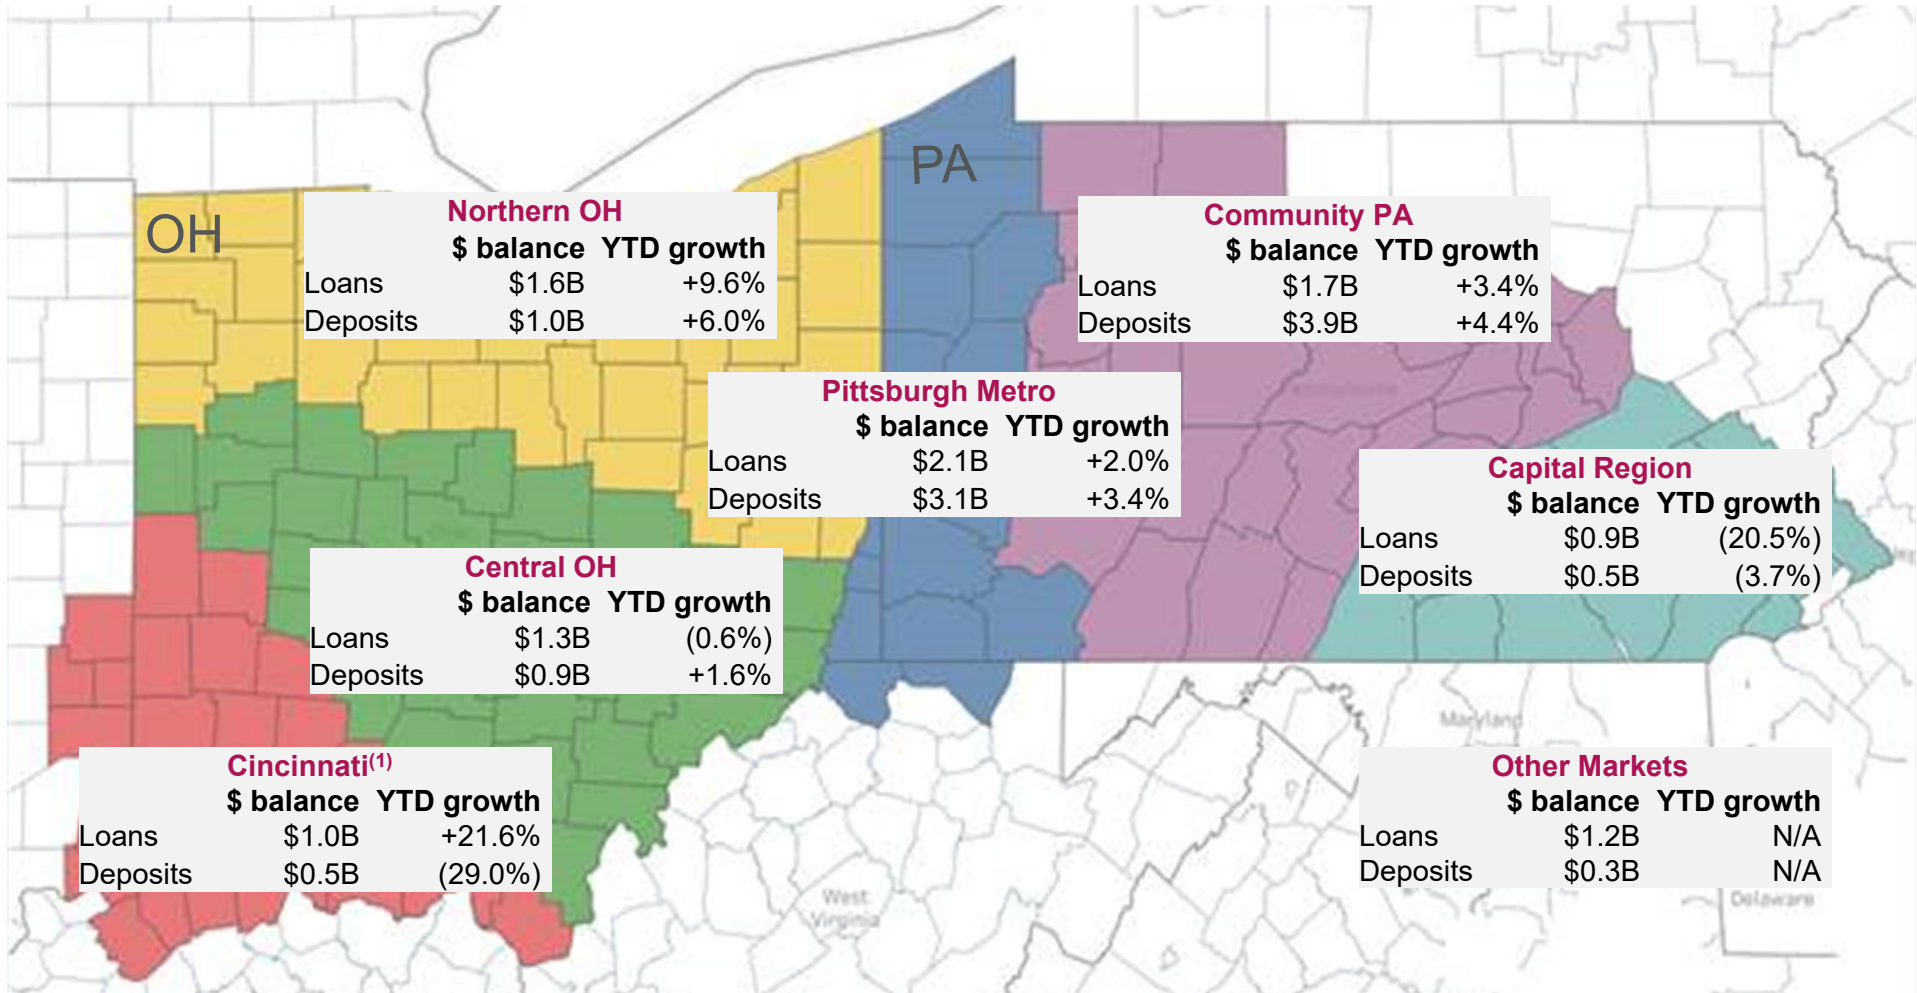 OH
PA
Northern OH
$ balance YTD growth
Loans $1.6B +9.6%
Deposits $1.0B +6.0%
Community PA
$ balance YTD growth
Loans $1.7B +3.4%
Deposits $3.9B +4.4%
Pittsburgh Metro
$ balance YTD growth
Loans $2.1B +2.0%
Deposits $3.1B +3.4%
Capital Region
$ balance YTD growth
Loans $0.9B (20.5%)
Deposits $0.5B (3.7%)
Central OH
$ balance YTD growth
Loans $1.3B (0.6%)
Deposits $0.9B +1.6%
Maryland
Cincinnati(1)
$ balance YTD growth
Loans $1.0B +21.6%
Deposits $0.5B (29.0%)
Other Markets
$ balance YTD growth
Loans $1.2B N/A
Deposits $0.3B N/A
West
Virginia
Delaware